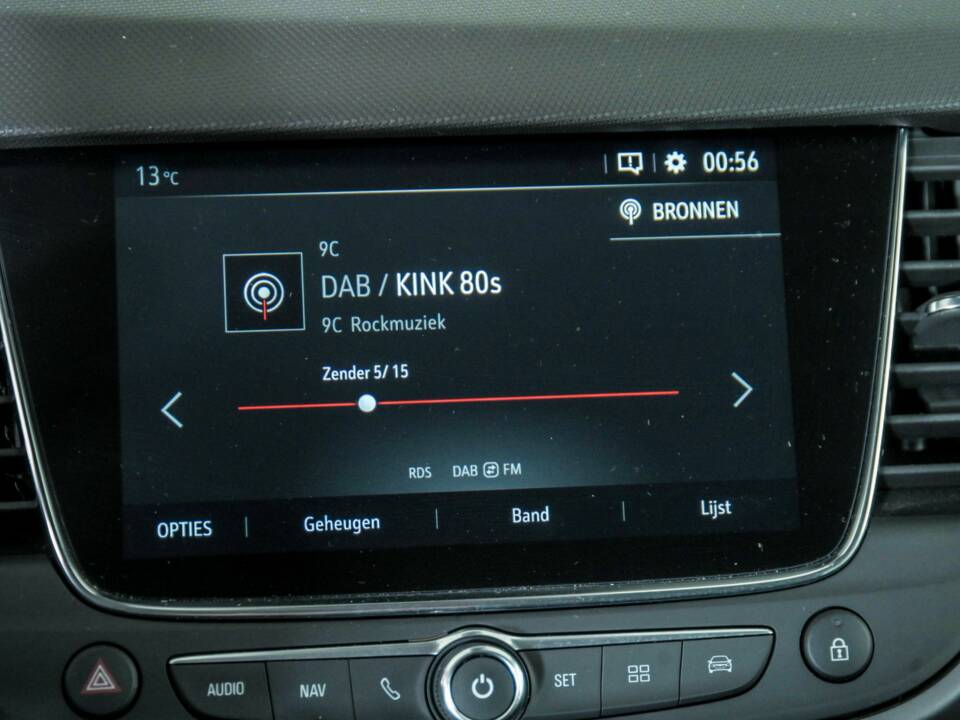 13°C 00:56
BRONNEN
9C
DAB / KINK 80s
9C Rockmuziek
Zender 5/15
RDS DAB FM
OPTIES | Geheugen | Band | Lijst
AUDIO NAV SET